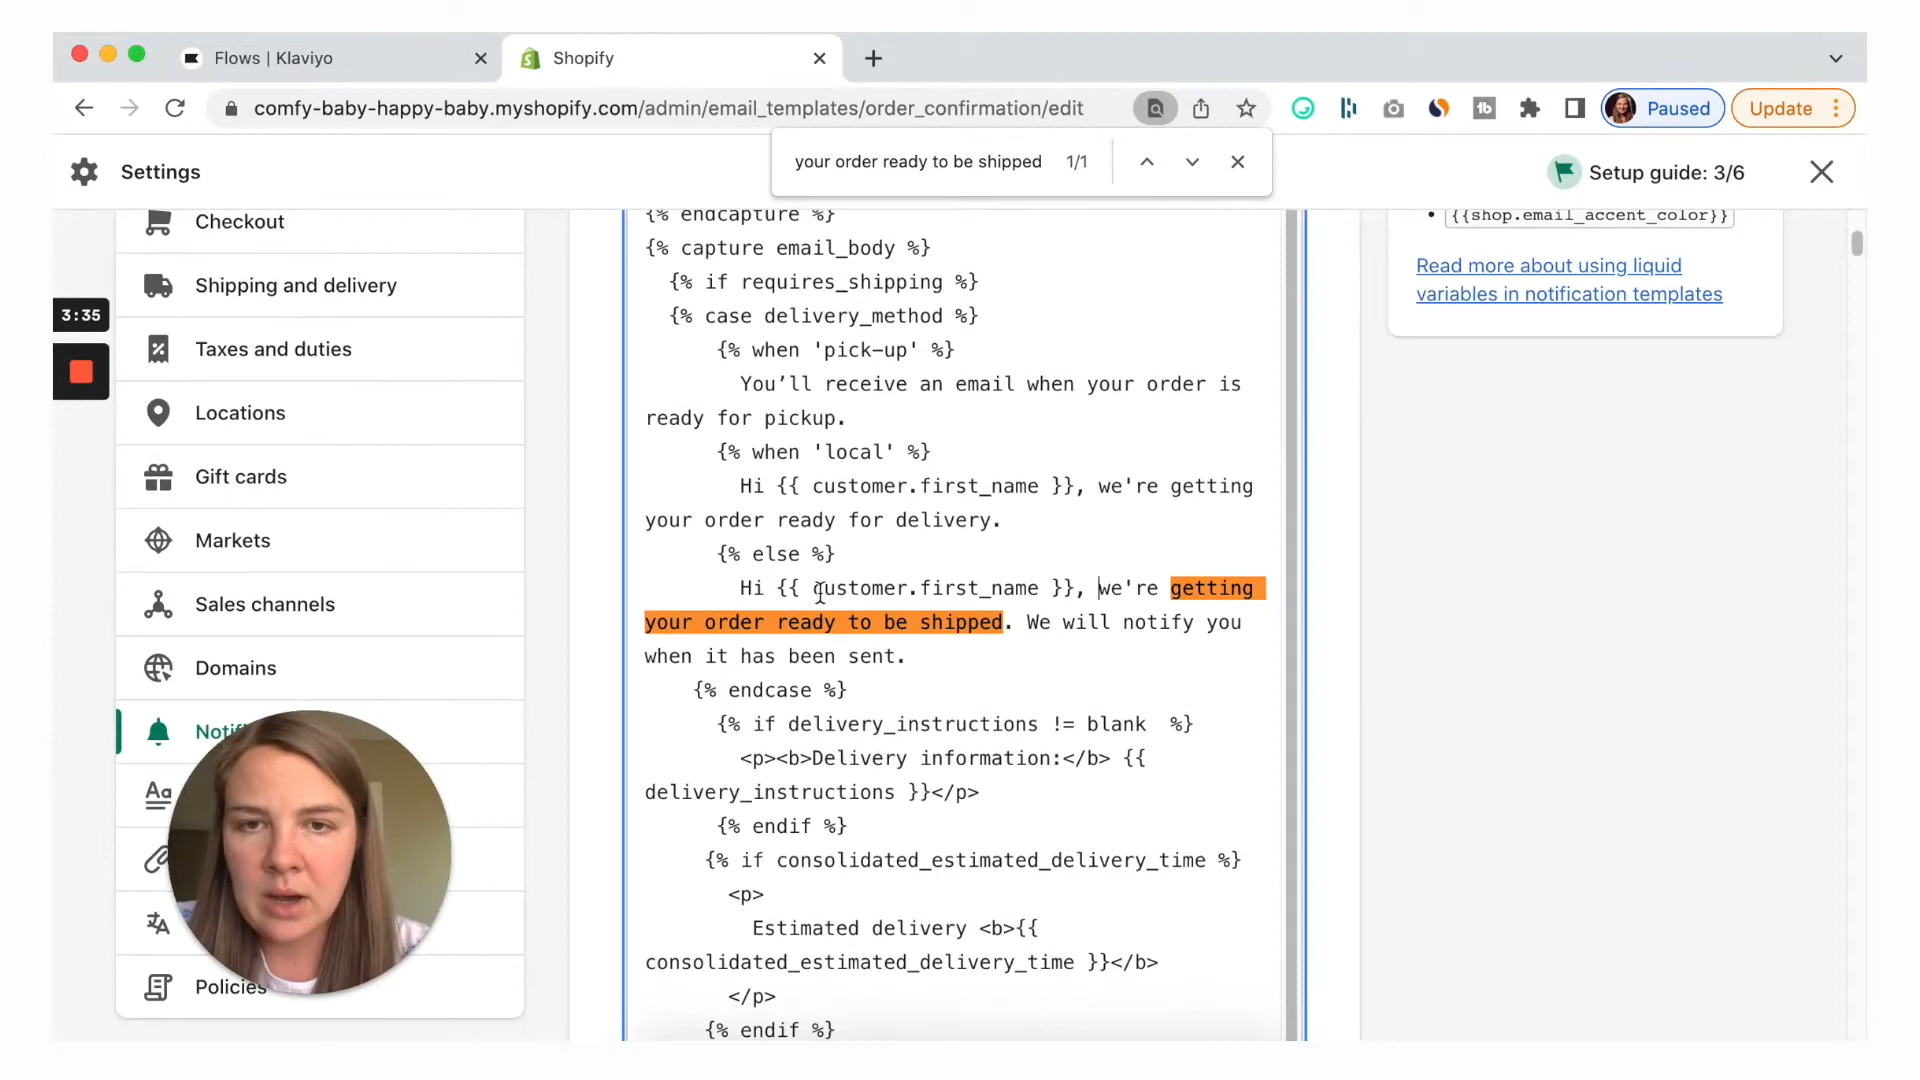 Flows | Klaviyo
Shopify
comfy-baby-happy-baby.myshopify.com/admin/email_templates/order_confirmation/edit
Paused
Update
your order ready to be shipped 1/1
Settings
Setup guide: 3/6
3:35
Checkout
Shipping and delivery
Taxes and duties
Locations
Gift cards
Markets
Sales channels
Domains
Notif
Aa
Policies
{% endcapture %}
{% capture email_body %}
{% if requires_shipping %}
{% case delivery_method %}
{% when 'pick-up' %}
You’ll receive an email when your order is
ready for pickup.
{% when 'local' %}
Hi {{ customer.first_name }}, we're getting
your order ready for delivery.
{% else %}
Hi {{ customer.first_name }}, we're getting
your order ready to be shipped. We will notify you
when it has been sent.
{% endcase %}
{% if delivery_instructions != blank  %}
<p><b>Delivery information:</b> {{
delivery_instructions }}</p>
{% endif %}
{% if consolidated_estimated_delivery_time %}
<p>
Estimated delivery <b>{{
consolidated_estimated_delivery_time }}</b>
</p>
{% endif %}
{{shop.email_accent_color}}
Read more about using liquid
variables in notification templates